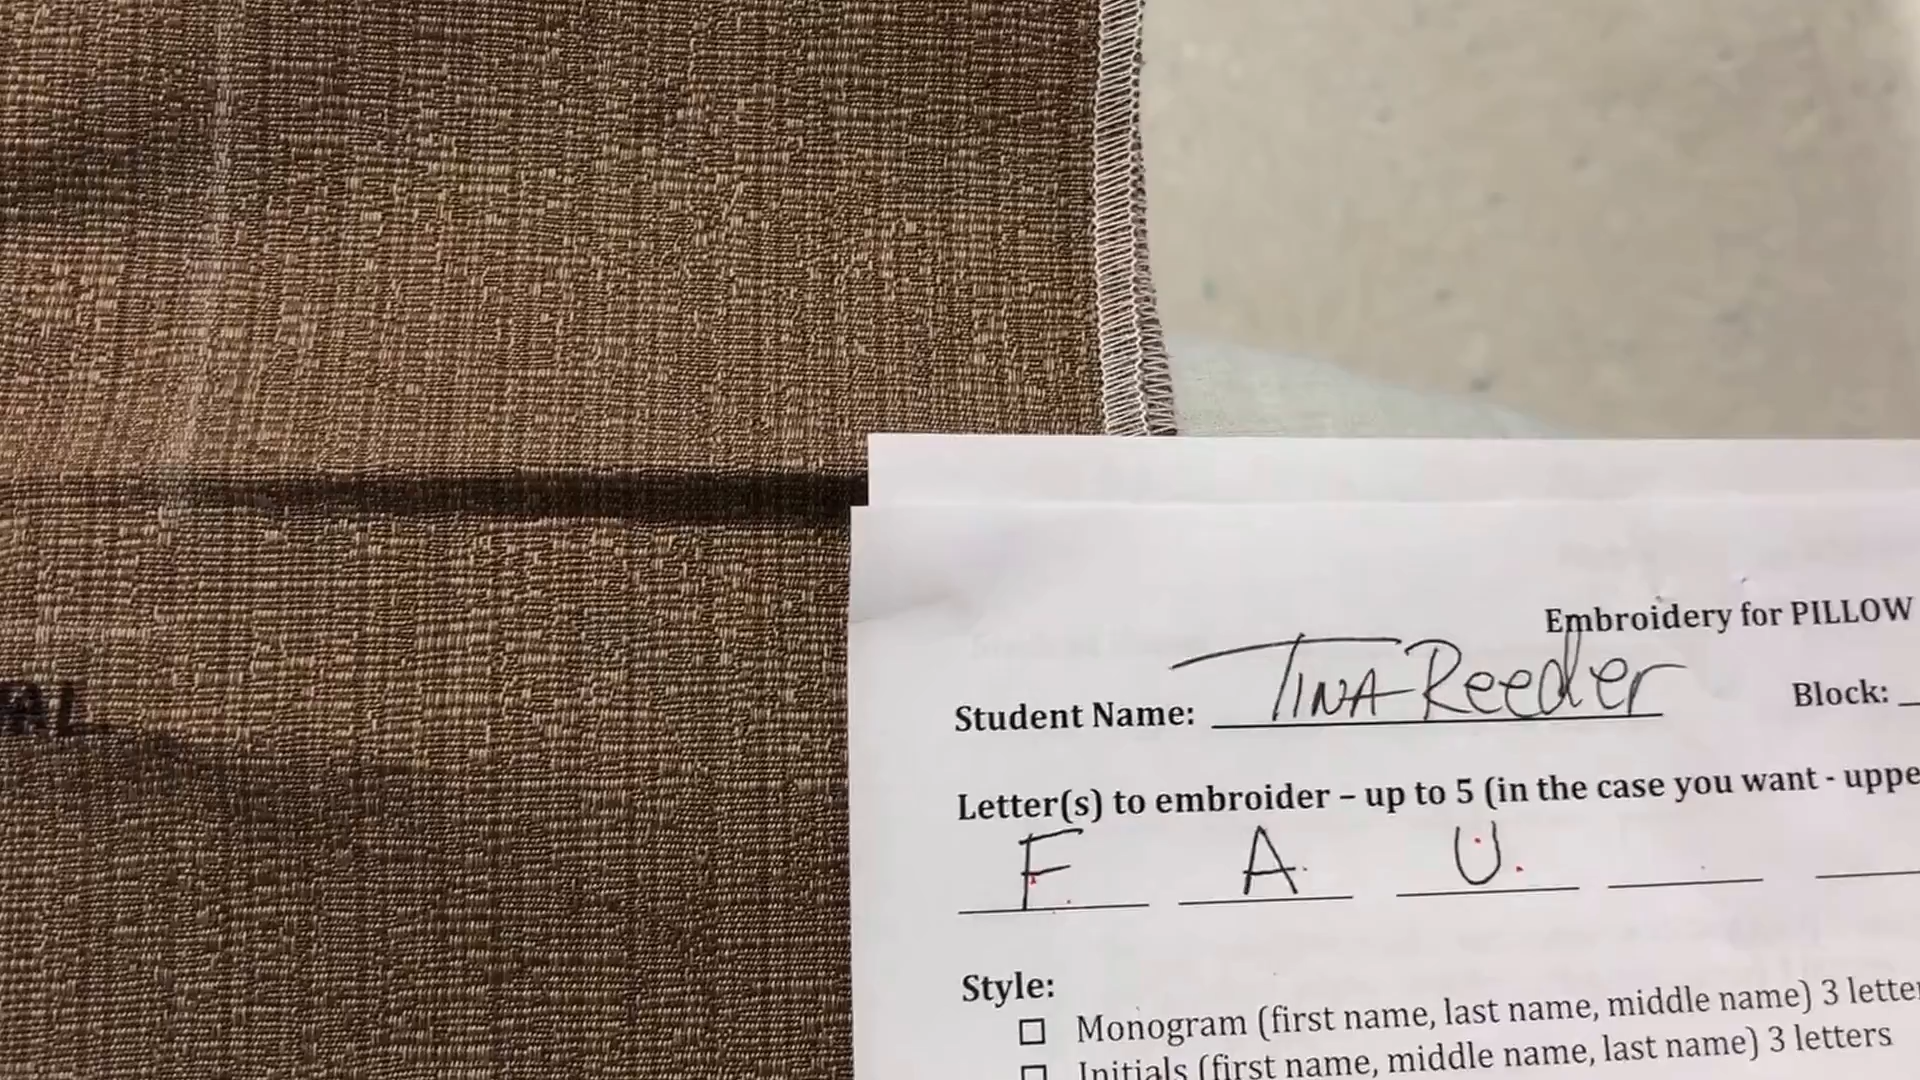 Embroidery for PILLOW
Student Name: TINA Reeder Block:
Letter(s) to embroider – up to 5 (in the case you want - uppe
F. A. U.
Style:
Monogram (first name, last name, middle name) 3 letter
Initials (first name, middle name, last name) 3 letters